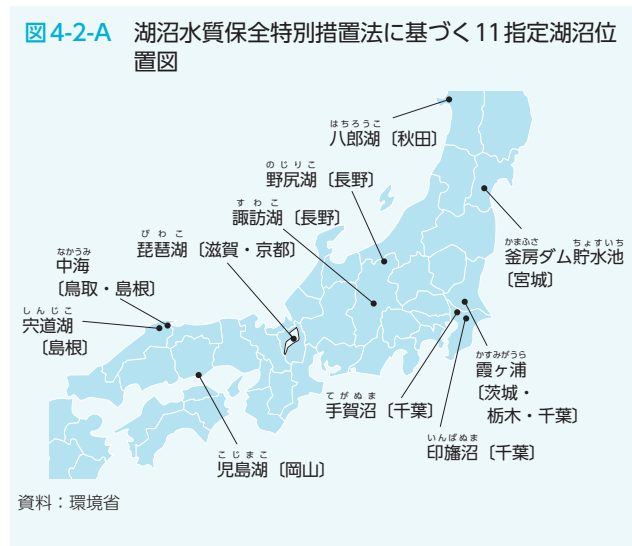 図4-2-A 湖沼水質保全特別措置法に基づく11指定湖沼位
置図
はちろうこ
八郎湖〔秋田〕
のじりこ
野尻湖〔長野〕
すわこ
諏訪湖〔長野〕
びわこ
琵琶湖〔滋賀・京都〕
なかうみ
中海
〔鳥取・島根〕
しんじこ
宍道湖
〔島根〕
かまふさ ちょすいち
釜房ダム貯水池
〔宮城〕
かすみがうら
霞ヶ浦
〔茨城・
栃木・千葉〕
てがぬま
手賀沼〔千葉〕
いんばぬま
印旛沼〔千葉〕
こじまこ
児島湖〔岡山〕
資料：環境省